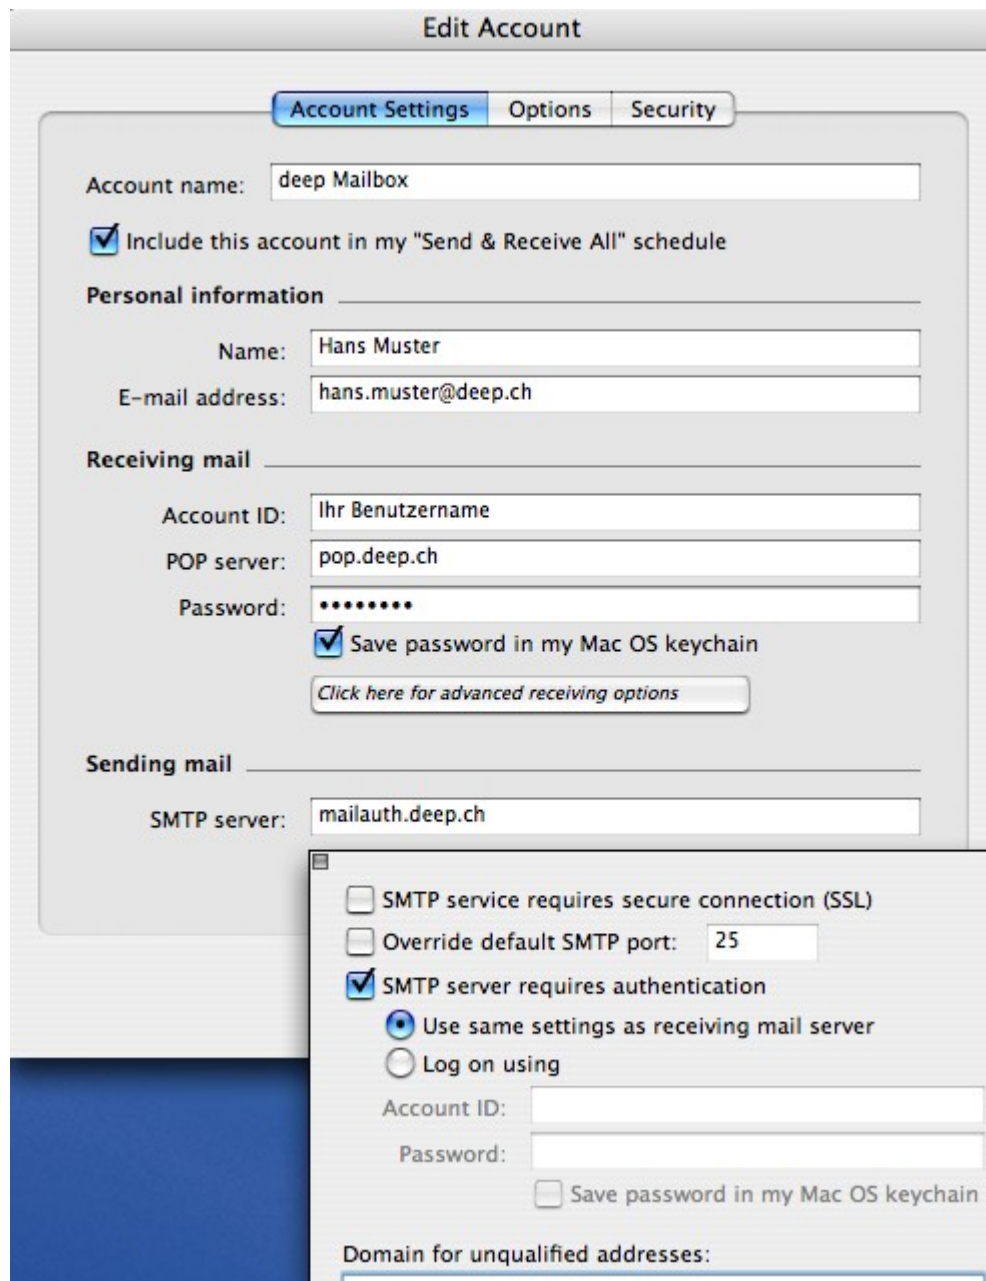 Edit Account
Account Settings Options Security
Account name: deep Mailbox
Include this account in my "Send & Receive All" schedule
Personal information
Name: Hans Muster
E-mail address: hans.muster@deep.ch
Receiving mail
Account ID: Ihr Benutzername
POP server: pop.deep.ch
Password: ••••••••
Save password in my Mac OS keychain
Click here for advanced receiving options
Sending mail
SMTP server: mailauth.deep.ch
SMTP service requires secure connection (SSL)
Override default SMTP port: 25
SMTP server requires authentication
Use same settings as receiving mail server
Log on using
Account ID:
Password:
Save password in my Mac OS keychain
Domain for unqualified addresses: